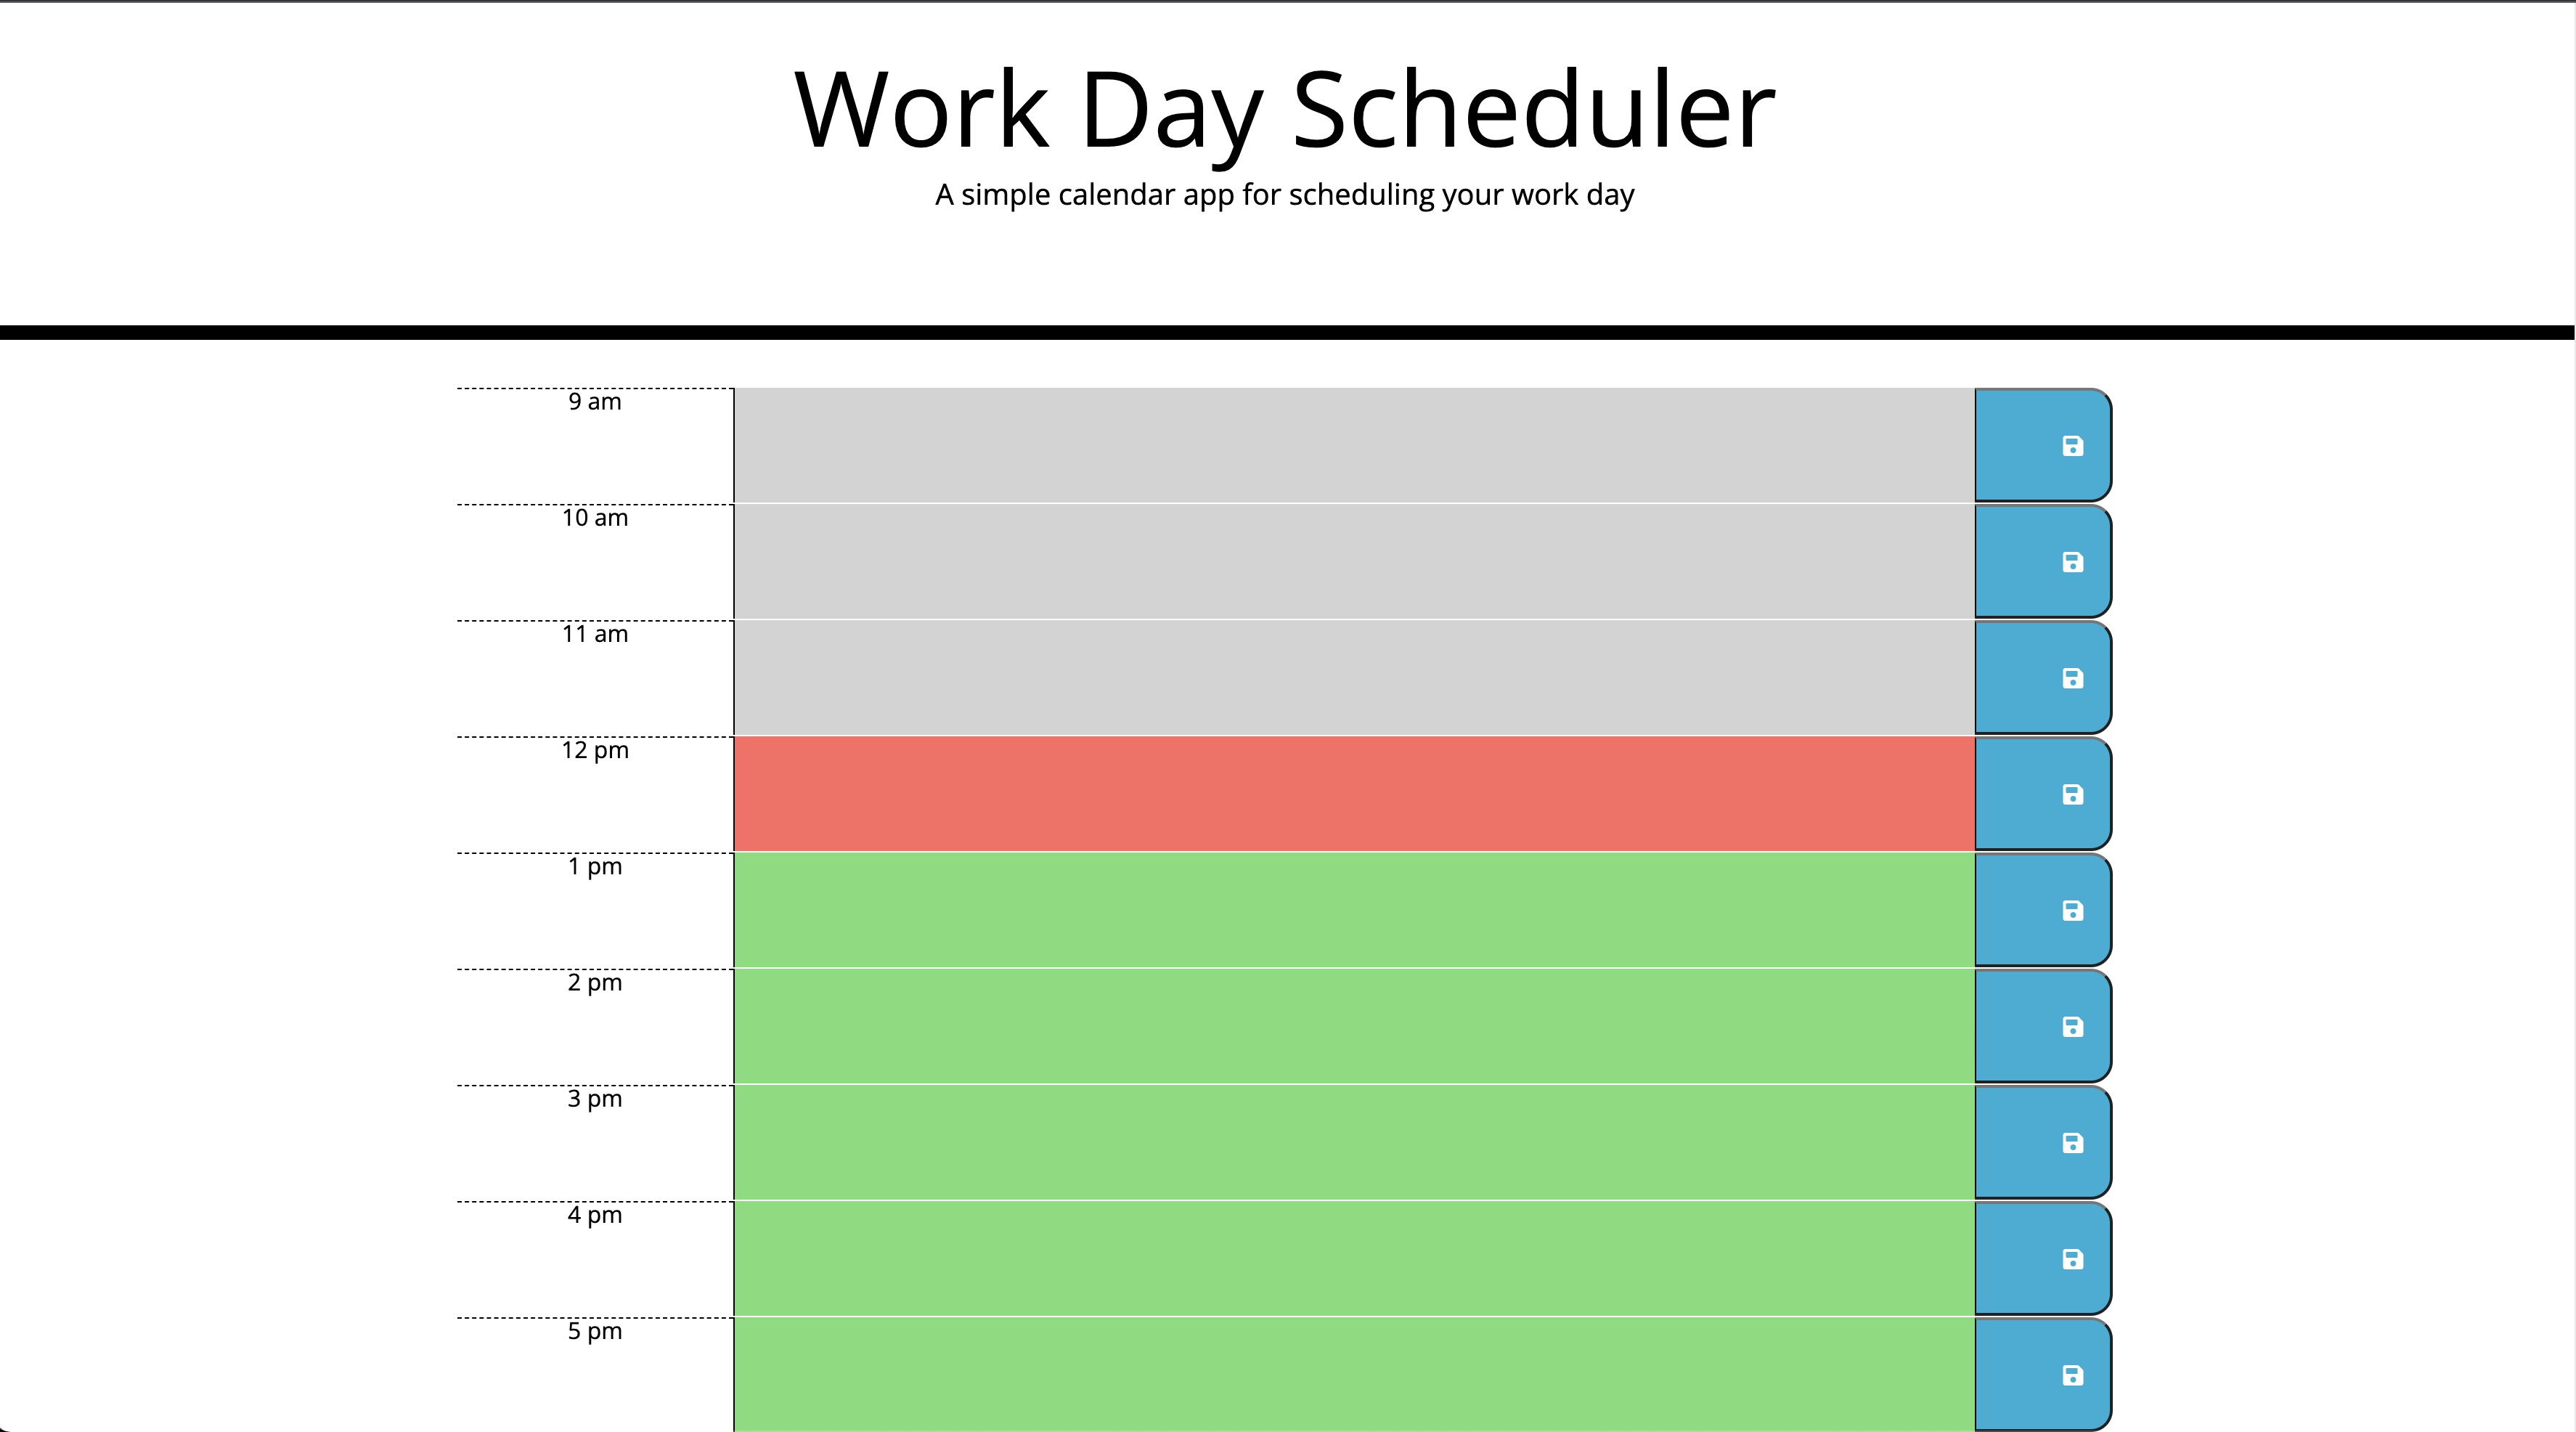 Work Day Scheduler
A simple calendar app for scheduling your work day
9 am
10 am
11 am
12 pm
1 pm
2 pm
3 pm
4 pm
5 pm